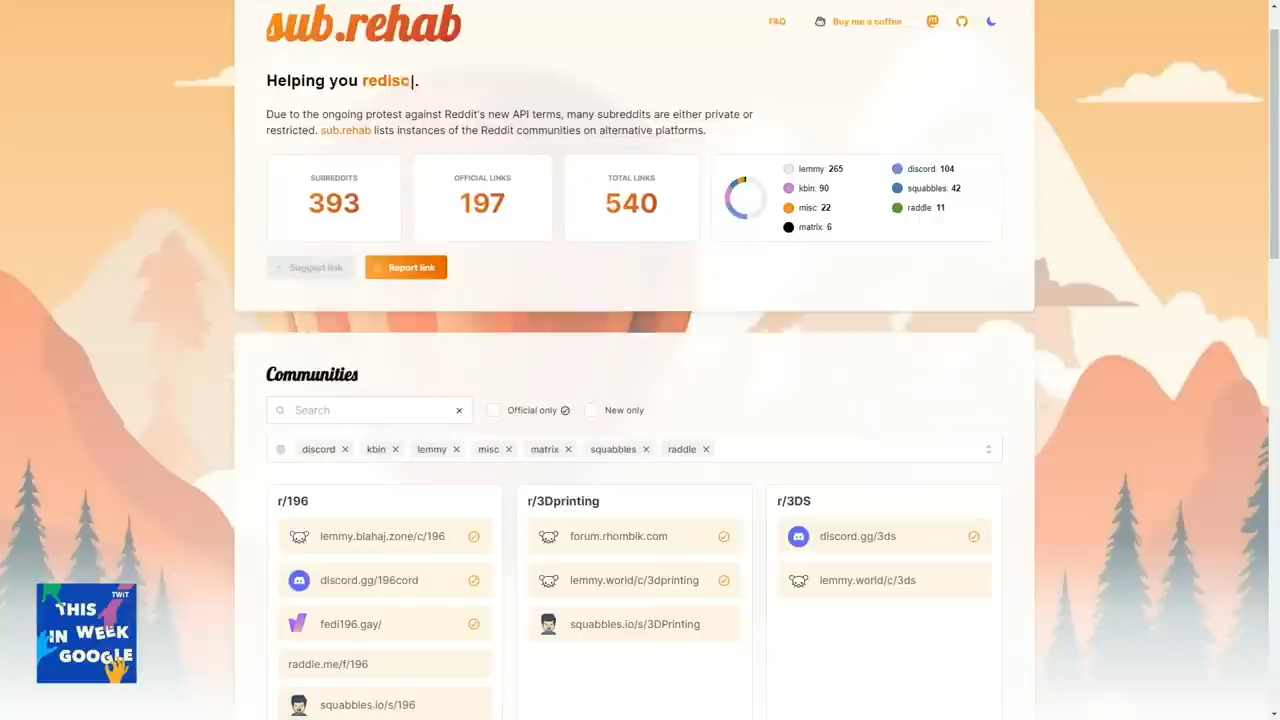 sub.rehab
FAQ
Buy me a coffee
Helping you redisc|.
Due to the ongoing protest against Reddit's new API terms, many subreddits are either private or
restricted. sub.rehab lists instances of the Reddit communities on alternative platforms.
SUBREDDITS
393
OFFICIAL LINKS
197
TOTAL LINKS
540
lemmy 265
discord 104
kbin: 90
squabbles: 42
misc: 22
raddle: 11
matrix: 6
Suggest link
Report link
Communities
Search
Official only
New only
discord
kbin
lemmy
misc
matrix
squabbles
raddle
r/196
lemmy.blahaj.zone/c/196
discord.gg/196cord
fedi196.gay/
raddle.me/f/196
squabbles.io/s/196
r/3Dprinting
forum.rhombik.com
lemmy.world/c/3dprinting
squabbles.io/s/3DPrinting
r/3DS
discord.gg/3ds
lemmy.world/c/3ds
TWiT
THIS
IN WEEK
GOOGLE